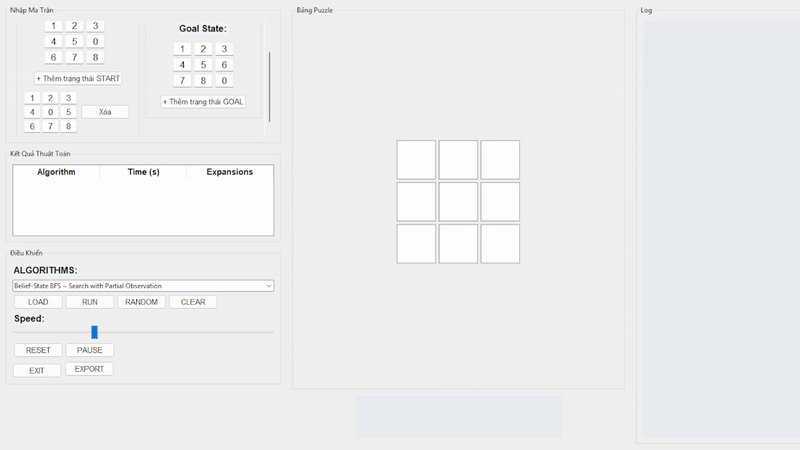 Nhập Ma Trận
1 2 3
4 5 0
6 7 8
+ Thêm trạng thái START
1 2 3
4 0 5
6 7 8
Xóa
Goal State:
1 2 3
4 5 6
7 8 0
+ Thêm trạng thái GOAL
Kết Quả Thuật Toán
Algorithm Time (s) Expansions
Điều Khiển
ALGORITHMS:
Belief-State BFS – Search with Partial Observation
LOAD RUN RANDOM CLEAR
Speed:
RESET PAUSE
EXIT EXPORT
Bảng Puzzle
Log